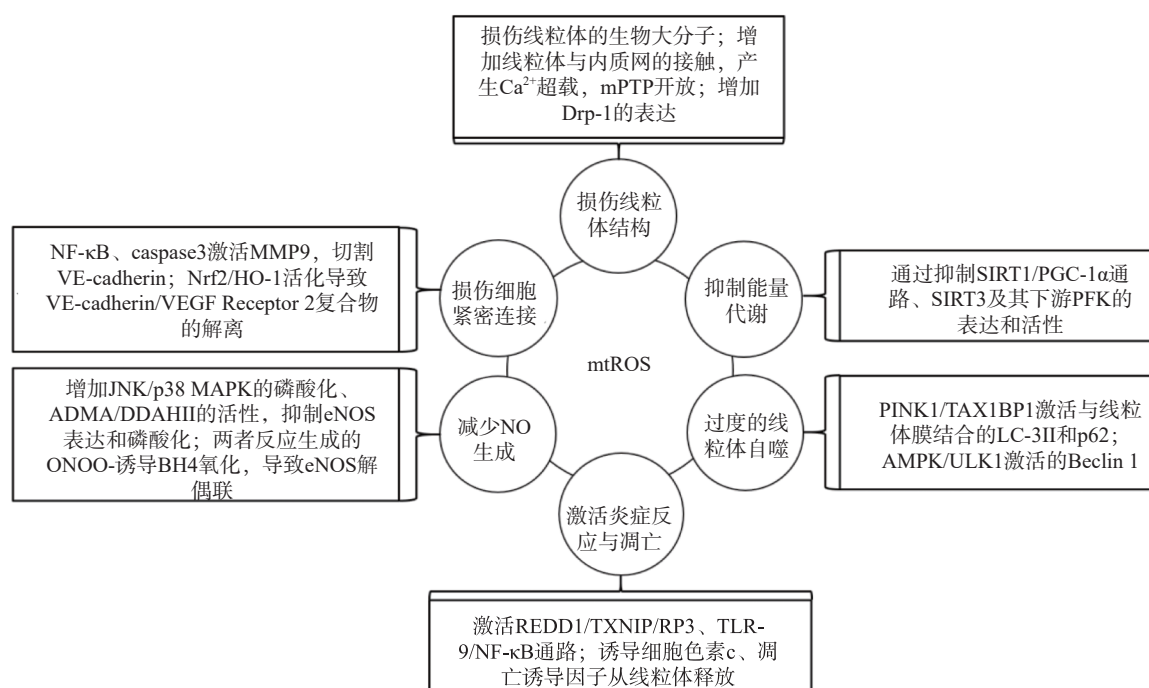 损伤线粒体的生物大分子；增
加线粒体与内质网的接触，产
生Ca²⁺超载，mPTP开放；增加
Drp-1的表达
损伤线粒
体结构
NF-κB、caspase3激活MMP9，切割
VE-cadherin；Nrf2/HO-1活化导致
VE-cadherin/VEGF Receptor 2复合物
的解离
损伤细胞
紧密连接
抑制能量
代谢
通过抑制SIRT1/PGC-1α通
路、SIRT3及其下游PFK的
表达和活性
mtROS
增加JNK/p38 MAPK的磷酸化、
ADMA/DDAHII的活性，抑制eNOS
表达和磷酸化；两者反应生成的
ONOO-诱导BH4氧化，导致eNOS解
偶联
减少NO
生成
过度的线
粒体自噬
PINK1/TAX1BP1激活与线粒
体膜结合的LC-3II和p62；
AMPK/ULK1激活的Beclin 1
激活炎症反
应与凋亡
激活REDD1/TXNIP/RP3、TLR-
9/NF-κB通路；诱导细胞色素c、凋
亡诱导因子从线粒体释放